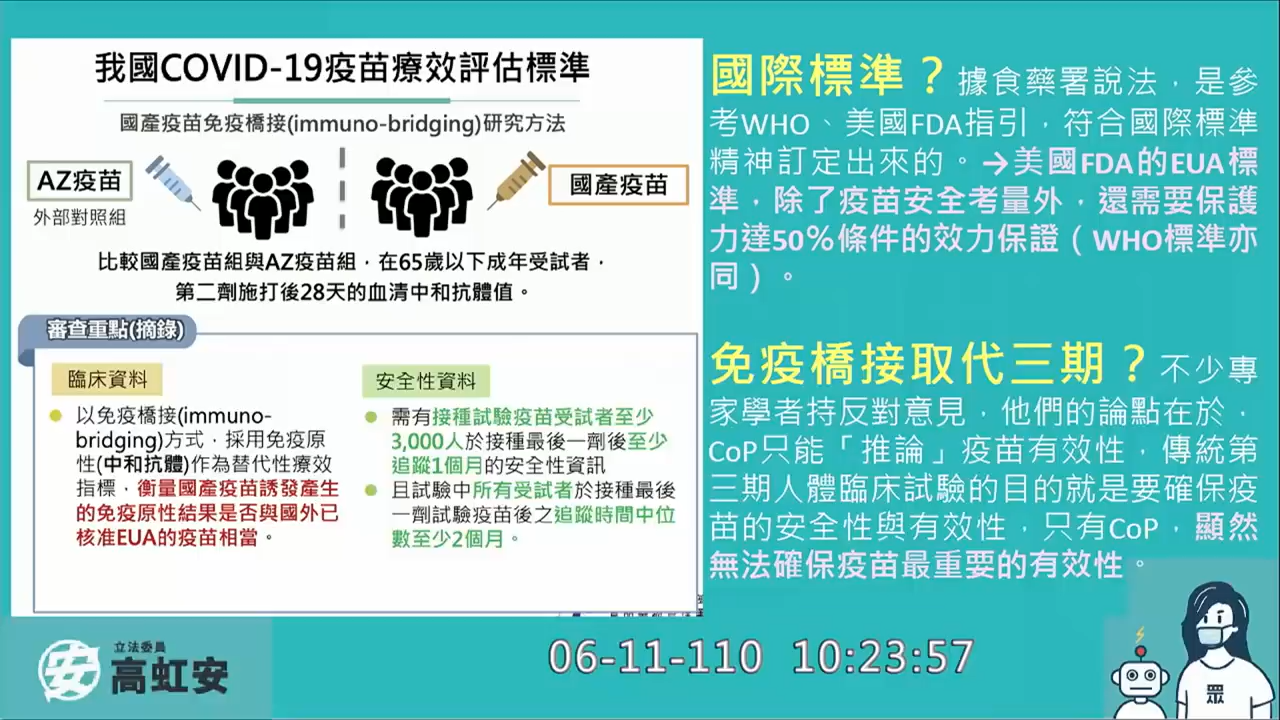 我國COVID-19疫苗療效評估標準
國產疫苗免疫橋接(immuno-bridging)研究方法
AZ疫苗
外部對照組
國產疫苗
比較國產疫苗組與AZ疫苗組，在65歲以下成年受試者，
第二劑施打後28天的血清中和抗體值。
審查重點(摘錄)
臨床資料
以免疫橋接(immuno-
bridging)方式，採用免疫原
性(中和抗體)作為替代性療效
指標，衡量國產疫苗誘發產生
的免疫原性結果是否與國外已
核准EUA的疫苗相當。
安全性資料
需有接種試驗疫苗受試者至少
3,000人於接種最後一劑後至少
追蹤1個月的安全性資訊
且試驗中所有受試者於接種最後
一劑試驗疫苗後之追蹤時間中位
數至少2個月。
國際標準？據食藥署說法，是參
考WHO、美國FDA指引，符合國際標準
精神訂定出來的。→美國FDA的EUA標
準，除了疫苗安全考量外，還需要保護
力達50%條件的效力保證（WHO標準亦
同）。
免疫橋接取代三期？不少專
家學者持反對意見，他們的論點在於，
CoP只能「推論」疫苗有效性，傳統第
三期人體臨床試驗的目的就是要確保疫
苗的安全性與有效性，只有CoP，顯然
無法確保疫苗最重要的有效性。
安
立法委員
高虹安
06-11-110 10:23:57
眾